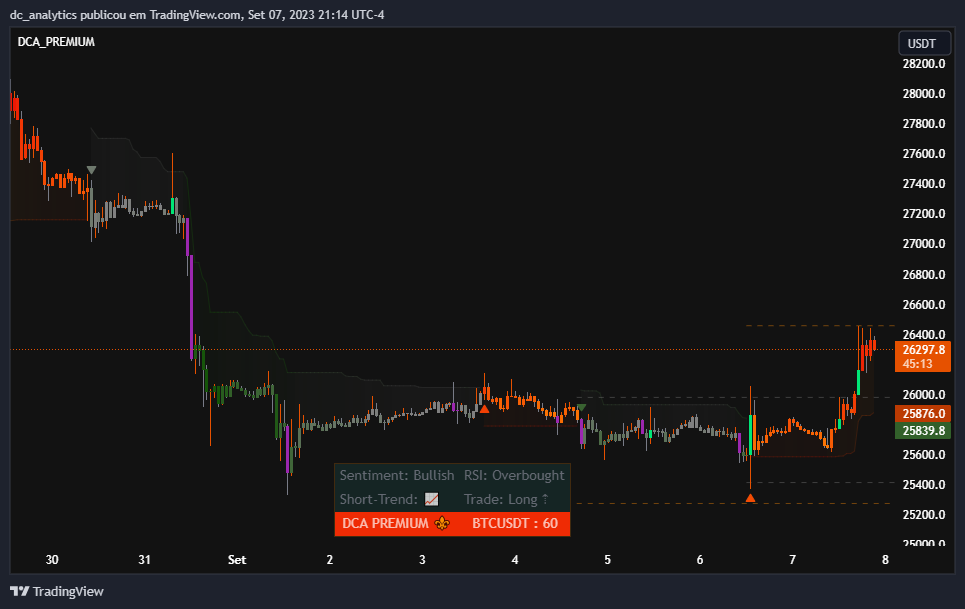 dc_analytics publicou em TradingView.com, Set 07, 2023 21:14 UTC-4
DCA_PREMIUM
USDT
28200.0
28000.0
27800.0
27600.0
27400.0
27200.0
27000.0
26800.0
26600.0
26400.0
26297.8
45:13
26000.0
25876.0
25839.8
25600.0
25400.0
25200.0
25000.0
Sentiment: Bullish RSI: Overbought
Short-Trend: Trade: Long ↑
DCA PREMIUM BTCUSDT : 60
30 31 Set 2 3 4 5 6 7 8
TradingView